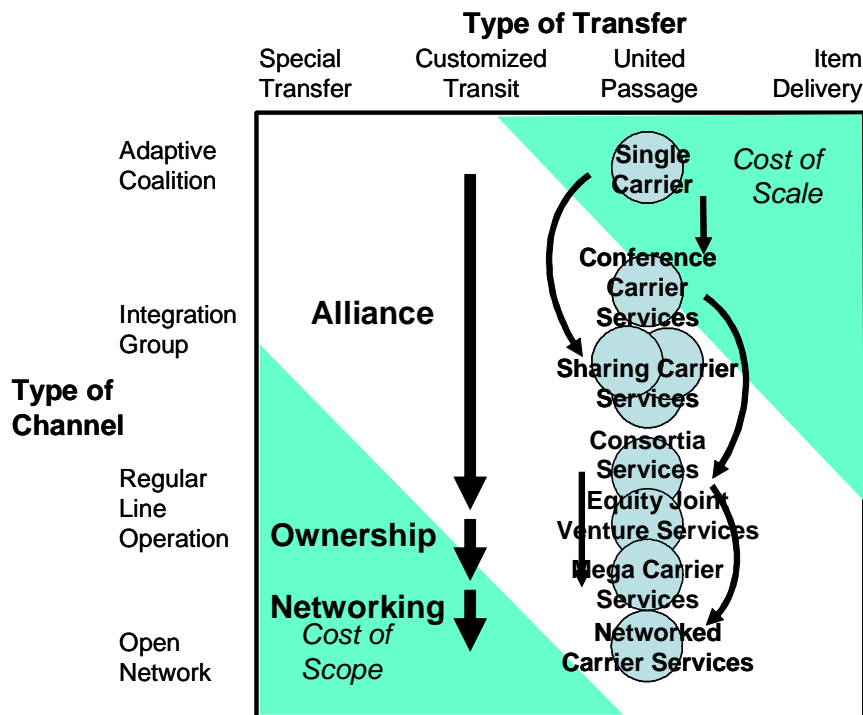 Type of Transfer
Special
Transfer
Customized
Transit
United
Passage
Item
Delivery
Adaptive
Coalition
Single
Carrier
Cost of
Scale
Conference
Carrier
Services
Integration
Group
Alliance
Sharing Carrier
Services
Type of
Channel
Consortia
Services
Regular
Line
Operation
Equity Joint
Venture Services
Ownership
Mega Carrier
Services
Networking
Cost of
Scope
Networked
Carrier Services
Open
Network